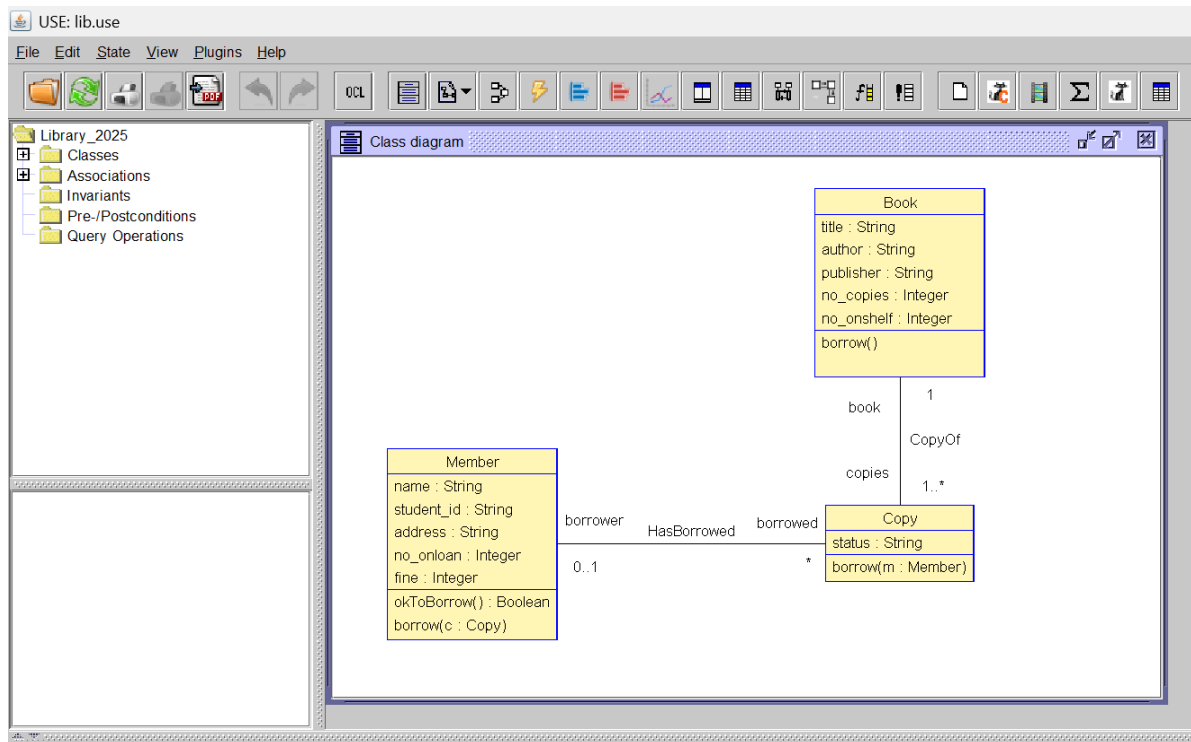 USE: lib.use
File Edit State View Plugins Help
PDF
OCL
Library_2025
Classes
Associations
Invariants
Pre-/Postconditions
Query Operations
Class diagram
Book
title : String
author : String
publisher : String
no_copies : Integer
no_onshelf : Integer
borrow()
book
1
CopyOf
copies
1..*
Member
name : String
student_id : String
address : String
no_onloan : Integer
fine : Integer
okToBorrow() : Boolean
borrow(c : Copy)
borrower
HasBorrowed
borrowed
0..1
*
Copy
status : String
borrow(m : Member)